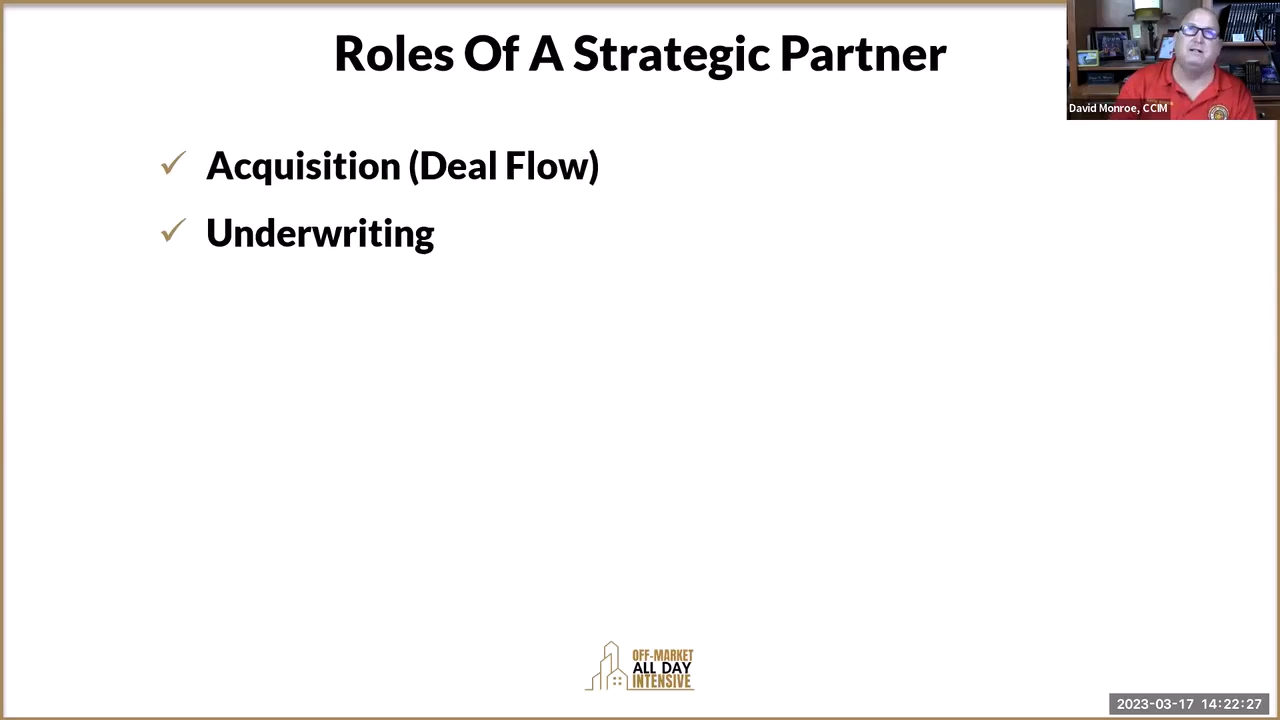 Roles Of A Strategic Partner
David Monroe, CCIM
✓ Acquisition (Deal Flow)
✓ Underwriting
OFF-MARKET
ALL DAY
INTENSIVE
2023-03-17 14:22:27